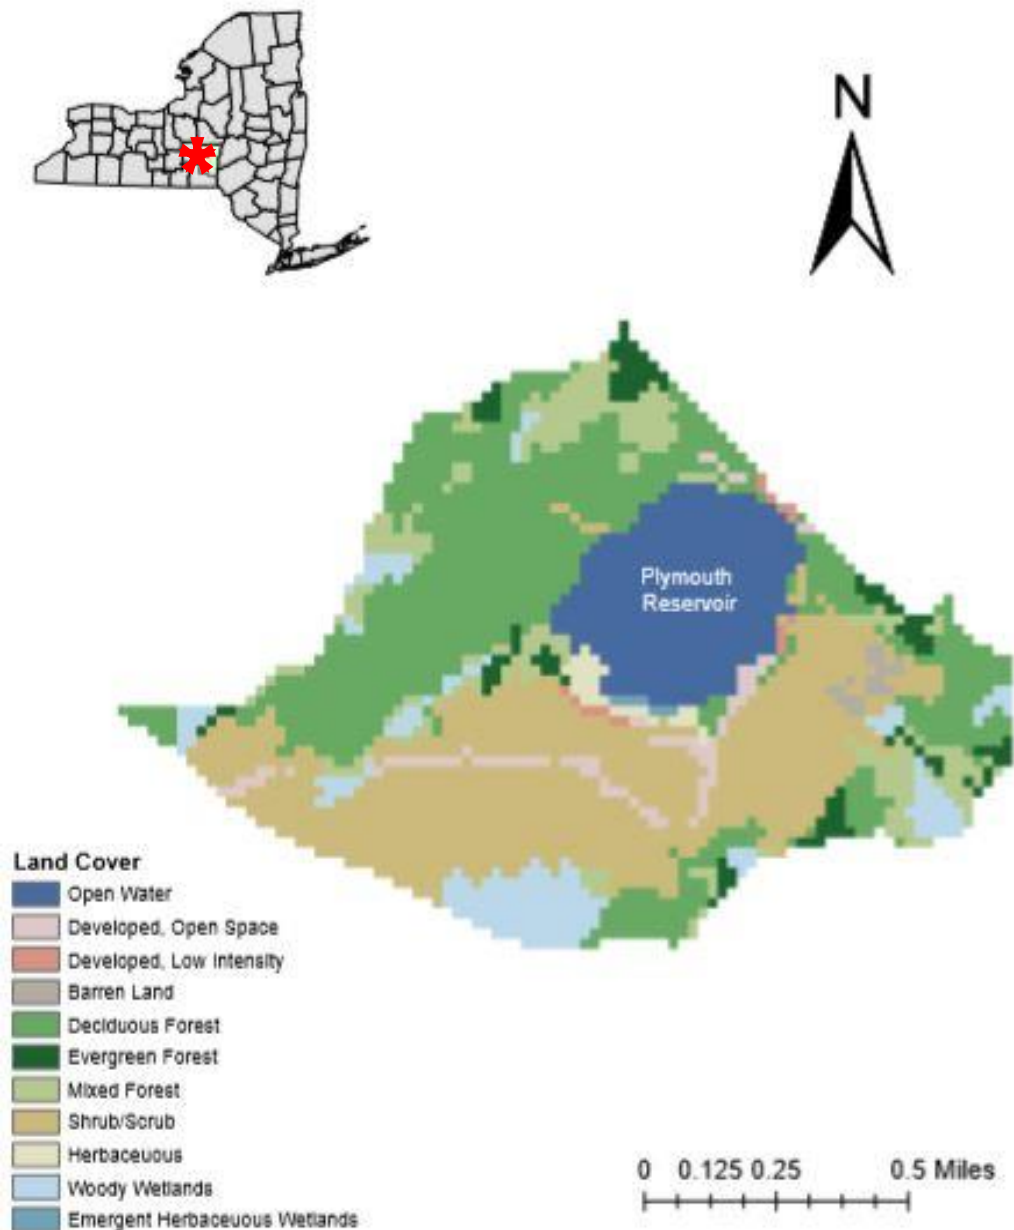 N
Plymouth
Reservoir
Land Cover
Open Water
Developed, Open Space
Developed, Low Intensity
Barren Land
Deciduous Forest
Evergreen Forest
Mixed Forest
Shrub/Scrub
Herbaceuous
Woody Wetlands
Emergent Herbaceuous Wetlands
0 0.125 0.25 0.5 Miles